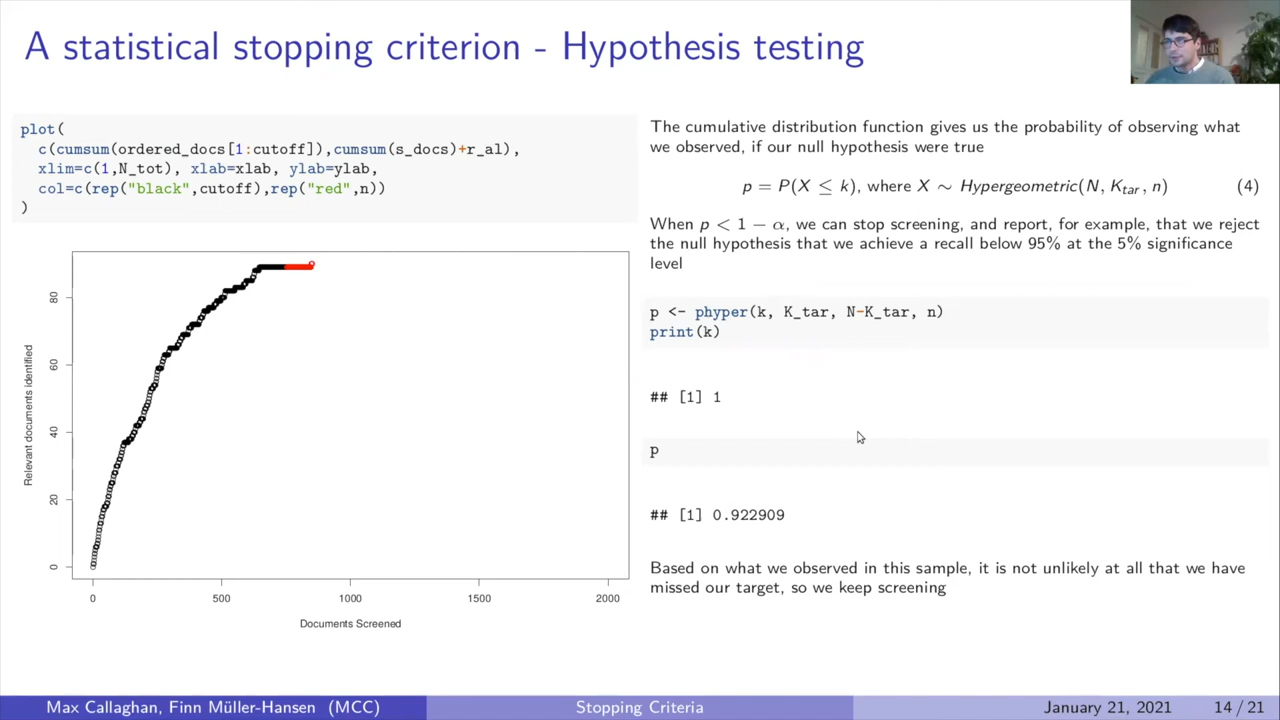 A statistical stopping criterion - Hypothesis testing
plot(
c(cumsum(ordered_docs[1:cutoff]),cumsum(s_docs)+r_al),
xlim=c(1,N_tot), xlab=xlab, ylab=ylab,
col=c(rep("black",cutoff),rep("red",n))
)
Relevant documents identified
80
60
40
20
0
0 500 1000 1500 2000
Documents Screened
The cumulative distribution function gives us the probability of observing what
we observed, if our null hypothesis were true
p = P(X ≤ k), where X ∼ Hypergeometric(N, K_tar, n) (4)
When p < 1 − α, we can stop screening, and report, for example, that we reject
the null hypothesis that we achieve a recall below 95% at the 5% significance
level
p <- phyper(k, K_tar, N-K_tar, n)
print(k)
## [1] 1
p
## [1] 0.922909
Based on what we observed in this sample, it is not unlikely at all that we have
missed our target, so we keep screening
Max Callaghan, Finn Müller-Hansen (MCC) Stopping Criteria January 21, 2021 14 / 21